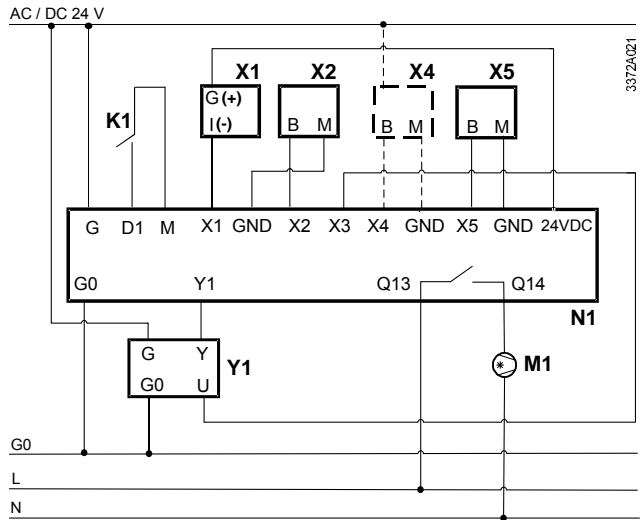 AC / DC 24 V
3372A021
X1 X2 X4 X5
G (+)
K1
I (-) B M B M B M
G D1 M X1 GND X2 X3 X4 GND X5 GND 24VDC
G0 Y1 Q13 Q14
N1
G Y
Y1
G0 U
M1
G0
L
N